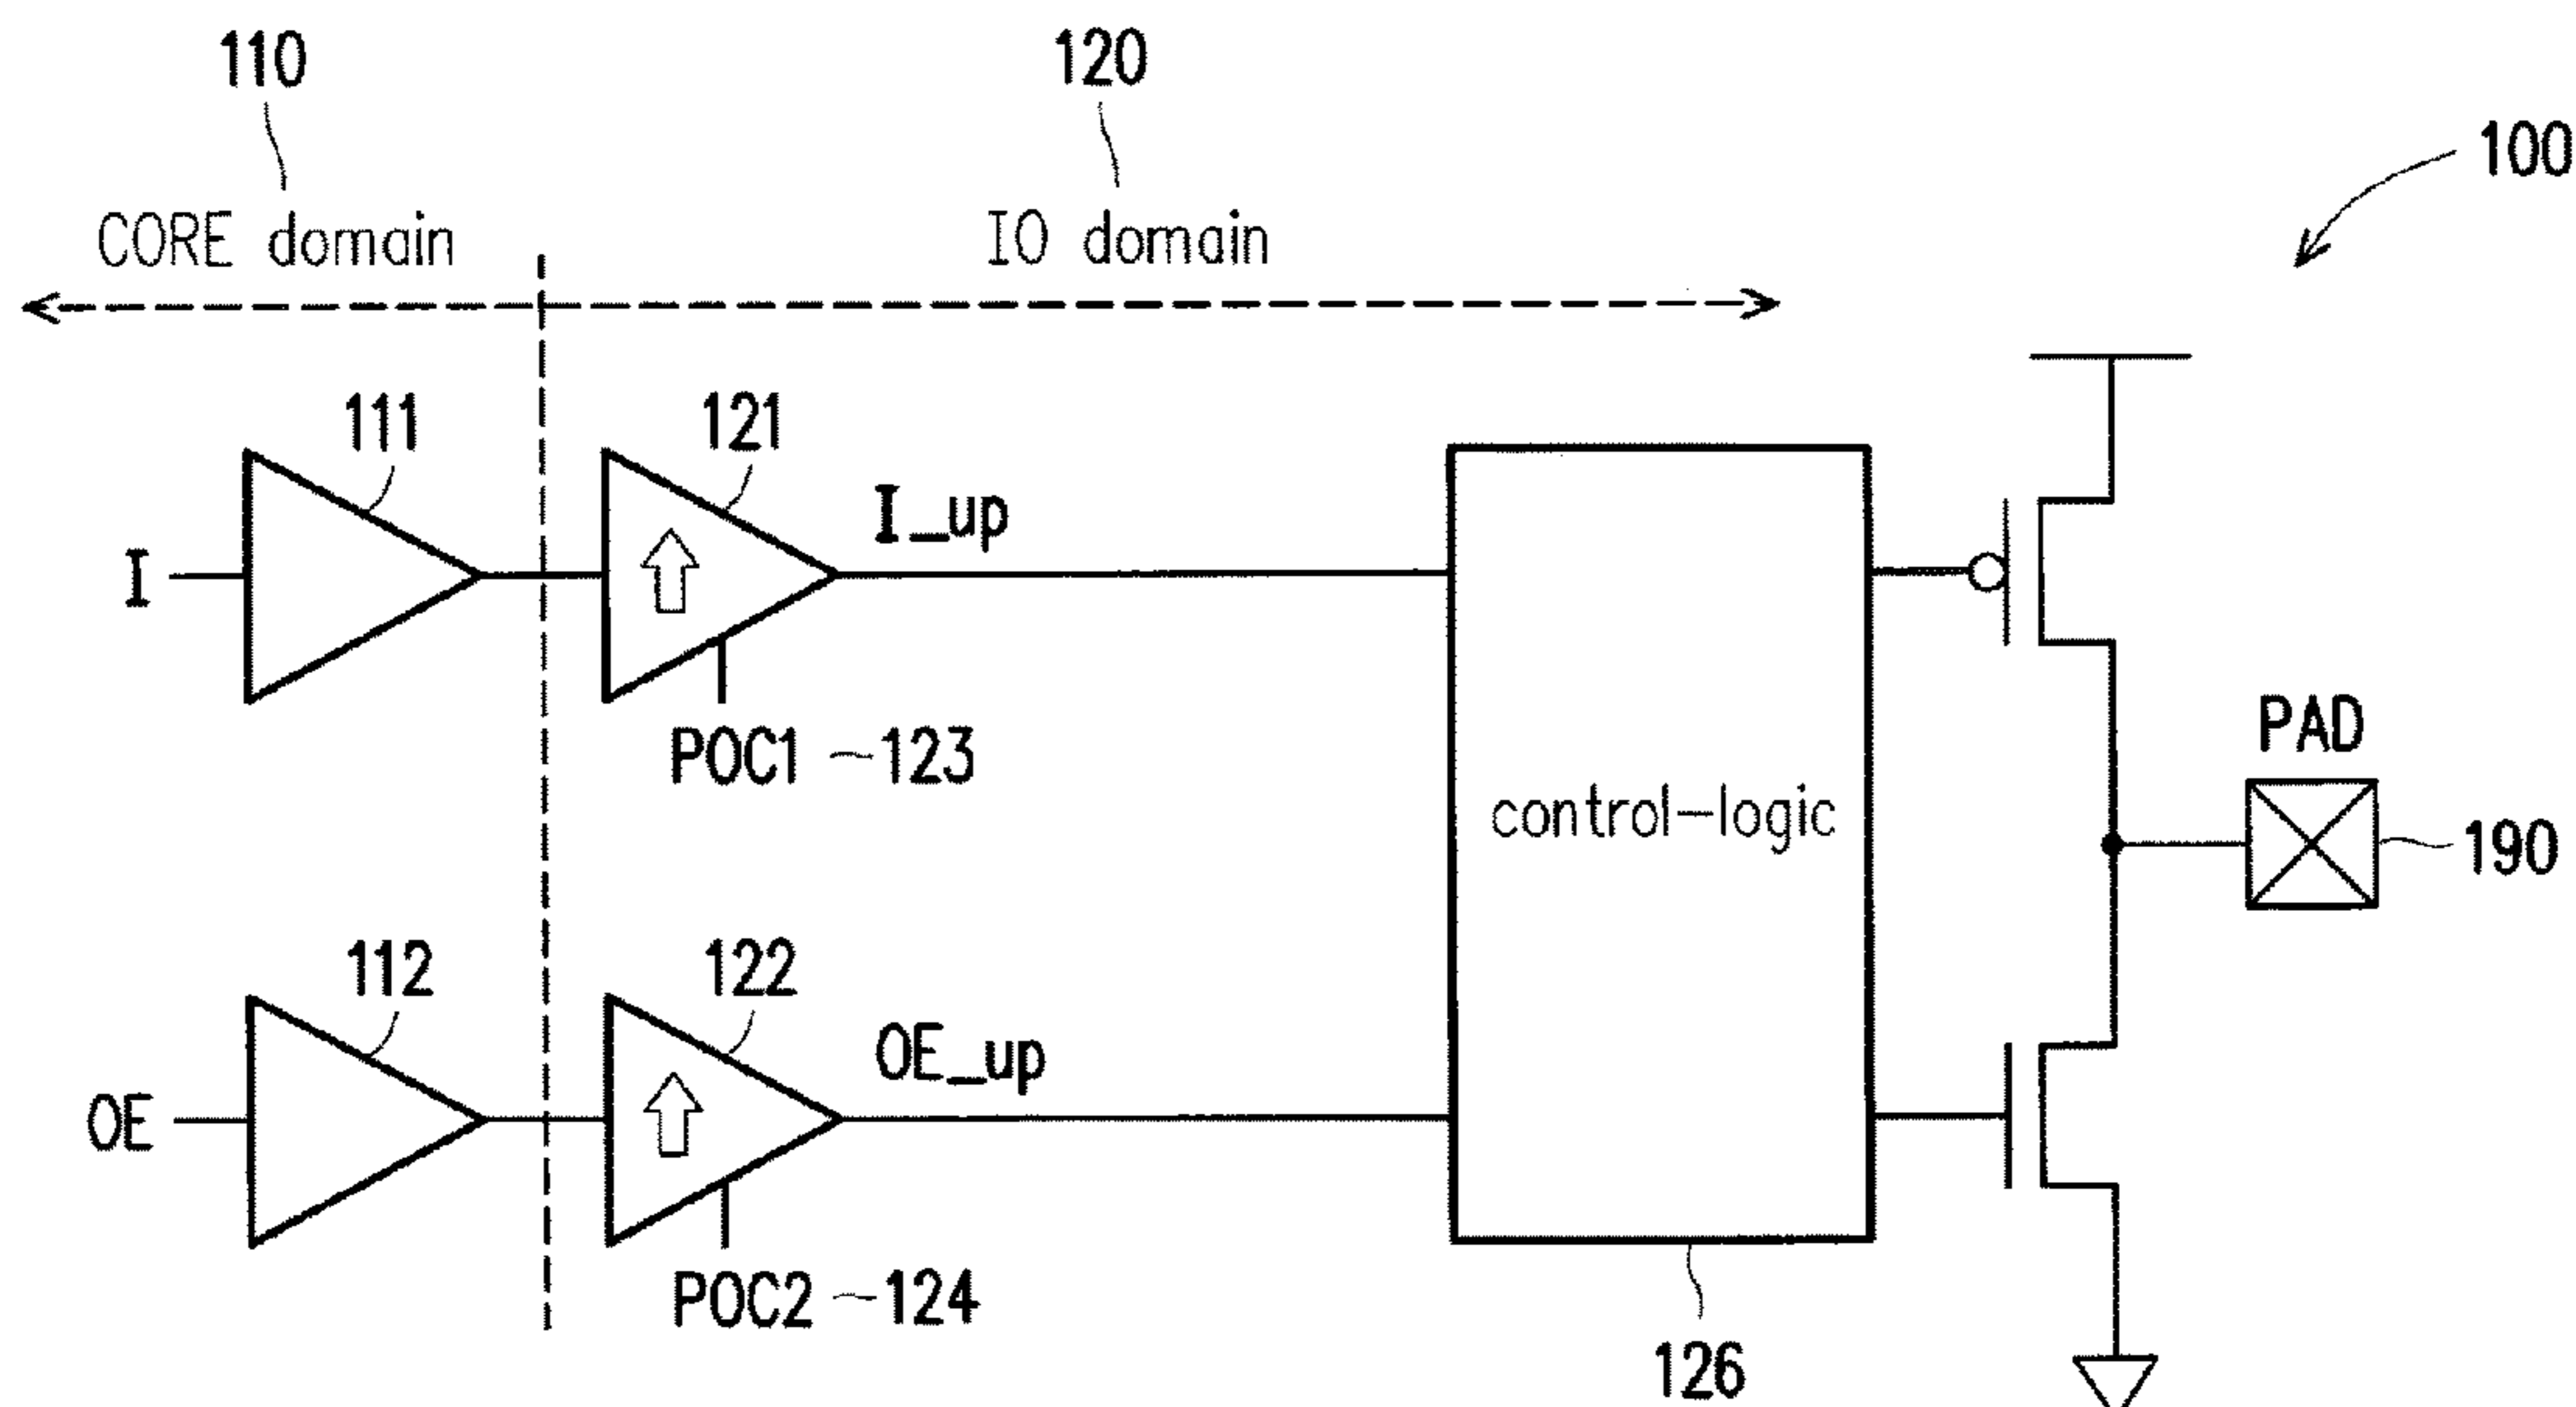 110
120
100
CORE domain
IO domain
111
121
I_up
I
POC1
123
control-logic
PAD
190
112
122
OE_up
OE
POC2
124
126